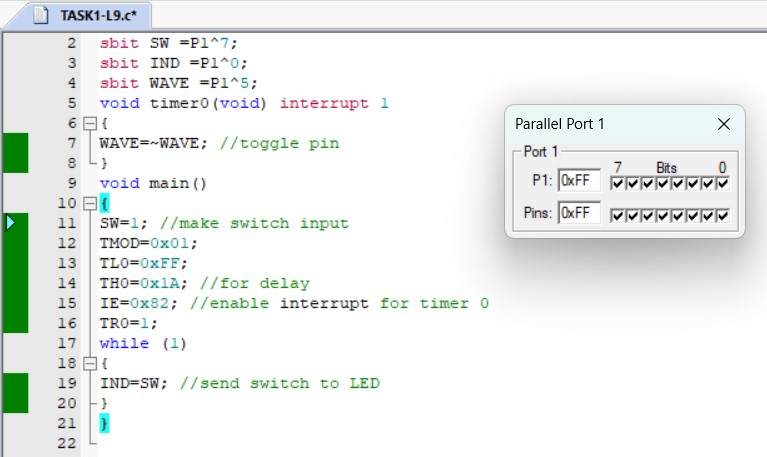 TASK1-L9.c*
2 sbit SW =P1^7;
3 sbit IND =P1^0;
4 sbit WAVE =P1^5;
5 void timer0(void) interrupt 1
6 {
7 WAVE=~WAVE; //toggle pin
8 }
9 void main()
10 {
11 SW=1; //make switch input
12 TMOD=0x01;
13 TL0=0xFF;
14 TH0=0x1A; //for delay
15 IE=0x82; //enable interrupt for timer 0
16 TR0=1;
17 while (1)
18 {
19 IND=SW; //send switch to LED
20 }
21 }
22
Parallel Port 1
Port 1
7 Bits 0
P1: 0xFF
Pins: 0xFF